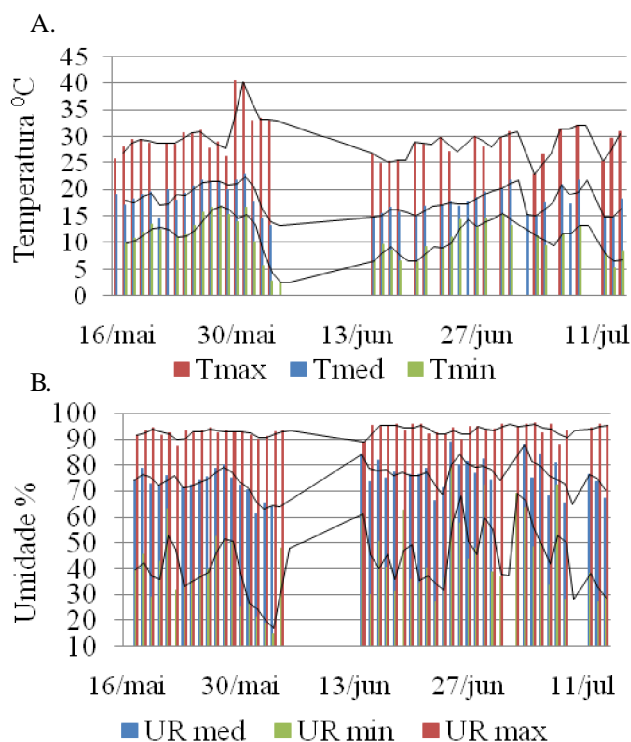 A.
Temperatura ⁰C
45
40
35
30
25
20
15
10
5
0
16/mai 30/mai 13/jun 27/jun 11/jul
Tmax Tmed Tmin
B.
Umidade %
100
90
80
70
60
50
40
30
20
10
16/mai 30/mai 13/jun 27/jun 11/jul
UR med UR min UR max